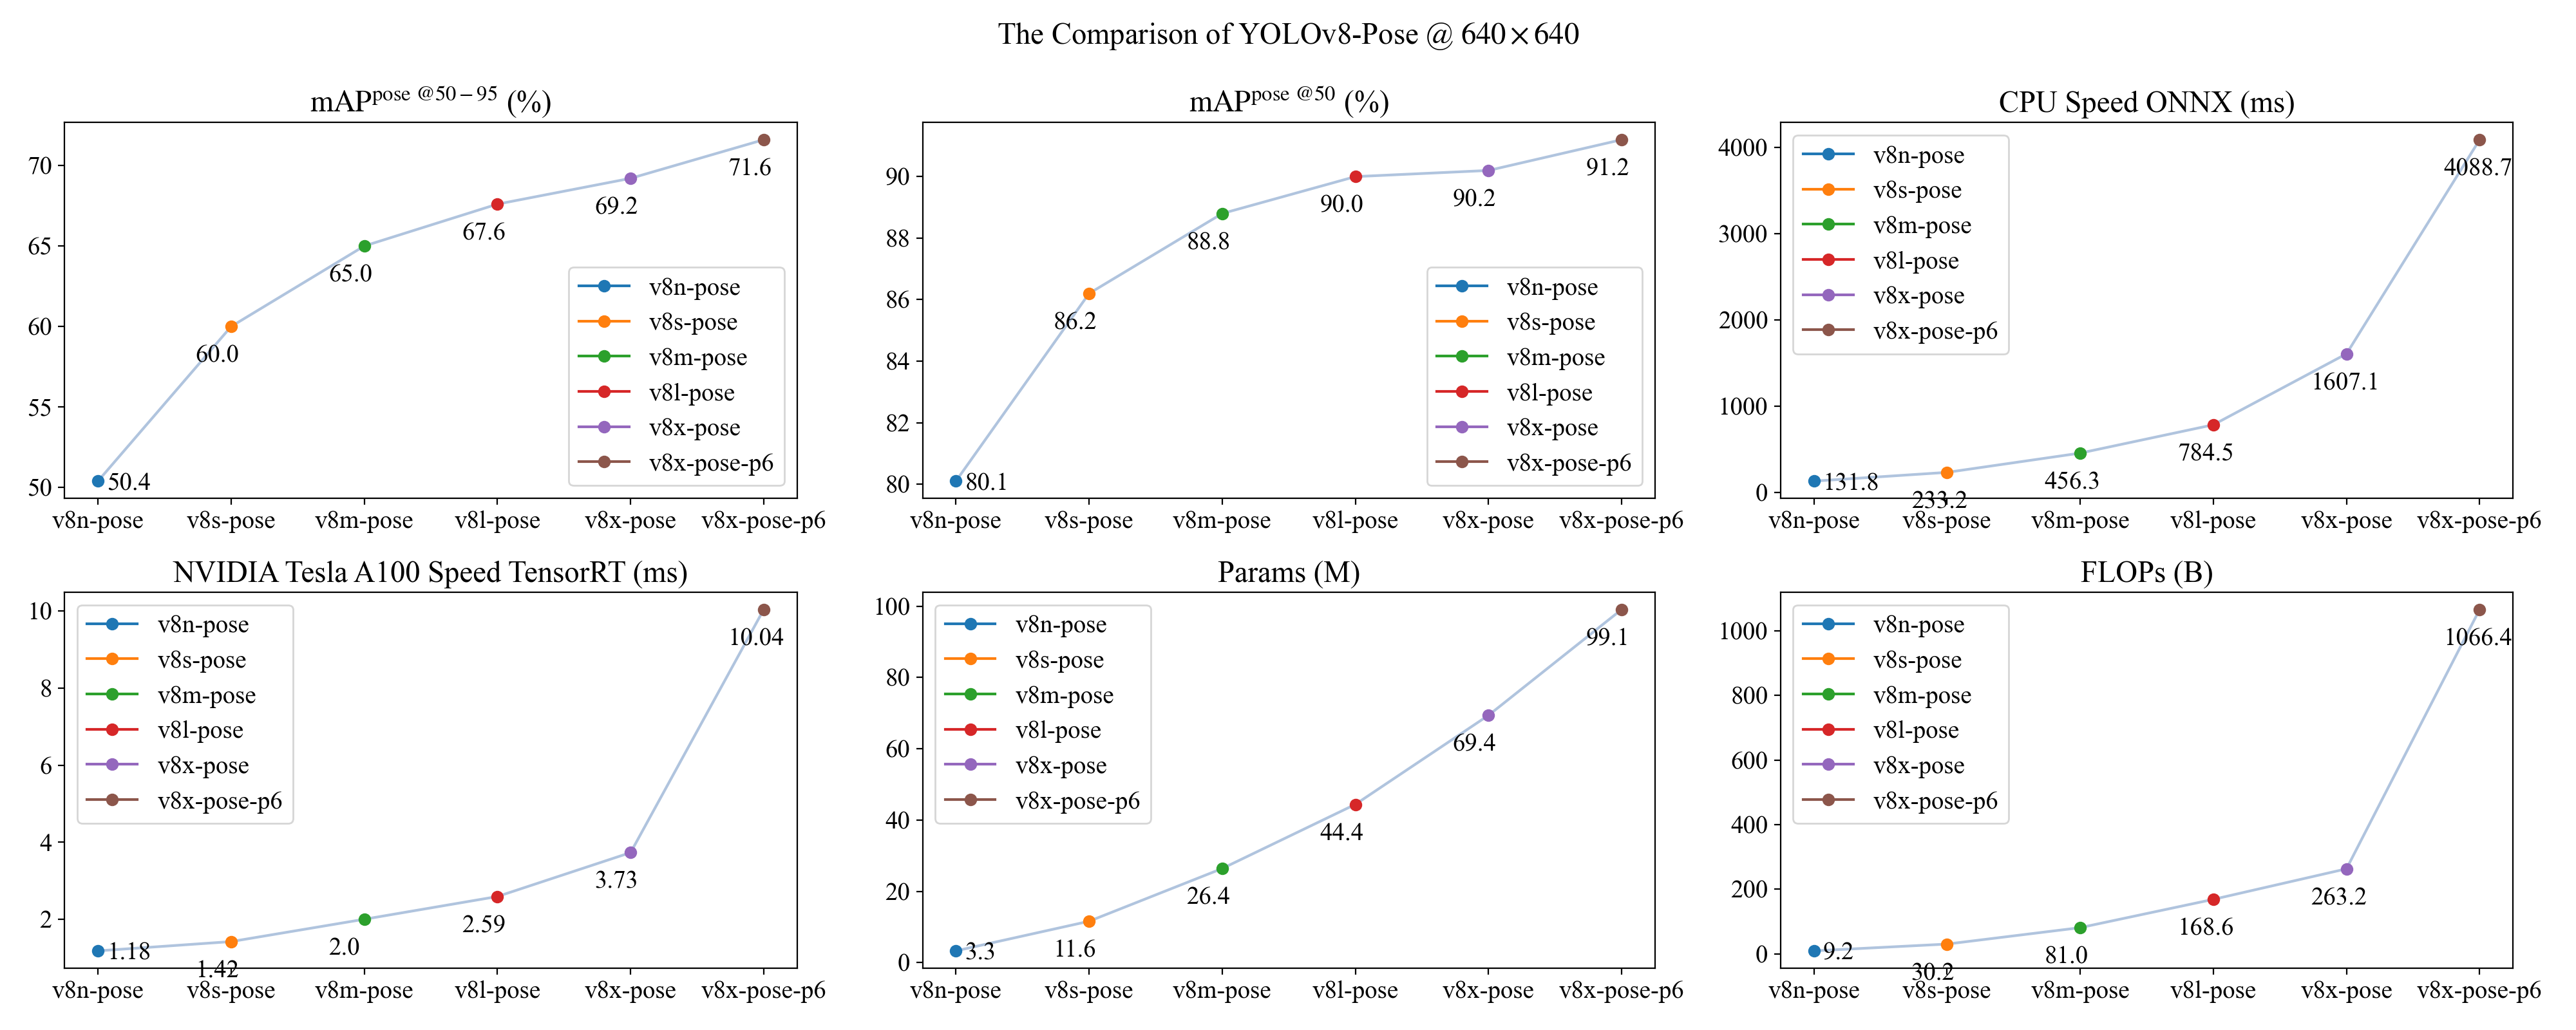 The Comparison of YOLOv8-Pose @ 640×640
mAP^pose @50−95 (%)
70
65
60
55
50
50.4
60.0
65.0
67.6
69.2
71.6
v8n-pose
v8s-pose
v8m-pose
v8l-pose
v8x-pose
v8x-pose-p6
v8n-pose v8s-pose v8m-pose v8l-pose v8x-pose v8x-pose-p6
mAP^pose @50 (%)
90
88
86
84
82
80
80.1
86.2
88.8
90.0
90.2
91.2
v8n-pose
v8s-pose
v8m-pose
v8l-pose
v8x-pose
v8x-pose-p6
v8n-pose v8s-pose v8m-pose v8l-pose v8x-pose v8x-pose-p6
CPU Speed ONNX (ms)
4000
3000
2000
1000
0
v8n-pose
v8s-pose
v8m-pose
v8l-pose
v8x-pose
v8x-pose-p6
131.8
233.2
456.3
784.5
1607.1
4088.7
v8n-pose v8s-pose v8m-pose v8l-pose v8x-pose v8x-pose-p6
NVIDIA Tesla A100 Speed TensorRT (ms)
10
8
6
4
2
v8n-pose
v8s-pose
v8m-pose
v8l-pose
v8x-pose
v8x-pose-p6
1.18
1.42
2.0
2.59
3.73
10.04
v8n-pose v8s-pose v8m-pose v8l-pose v8x-pose v8x-pose-p6
Params (M)
100
80
60
40
20
0
v8n-pose
v8s-pose
v8m-pose
v8l-pose
v8x-pose
v8x-pose-p6
3.3
11.6
26.4
44.4
69.4
99.1
v8n-pose v8s-pose v8m-pose v8l-pose v8x-pose v8x-pose-p6
FLOPs (B)
1000
800
600
400
200
0
v8n-pose
v8s-pose
v8m-pose
v8l-pose
v8x-pose
v8x-pose-p6
9.2
30.2
81.0
168.6
263.2
1066.4
v8n-pose v8s-pose v8m-pose v8l-pose v8x-pose v8x-pose-p6